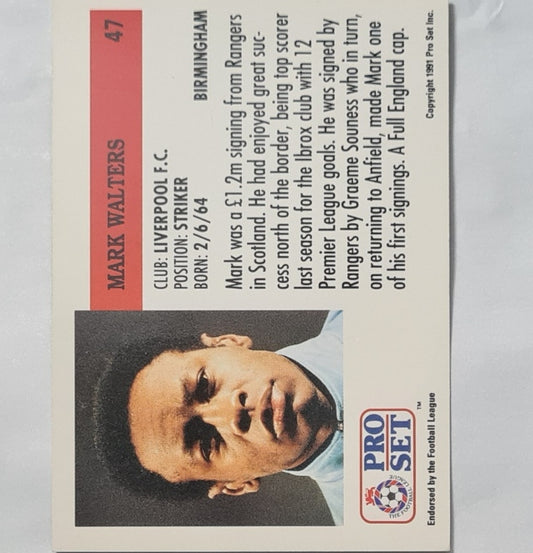 MARK WALTERS 47
CLUB: LIVERPOOL F.C.
POSITION: STRIKER
BORN: 2/6/64 BIRMINGHAM
Mark was a £1.2m signing from Rangers
in Scotland. He had enjoyed great suc-
cess north of the border, being top scorer
last season for the Ibrox club with 12
Premier League goals. He was signed by
Rangers by Graeme Souness who in turn,
on returning to Anfield, made Mark one
of his first signings. A Full England cap.
THE FOOTBALL LEAGUE
PRO
SET™
Endorsed by the Football League
Copyright 1991 Pro Set Inc.